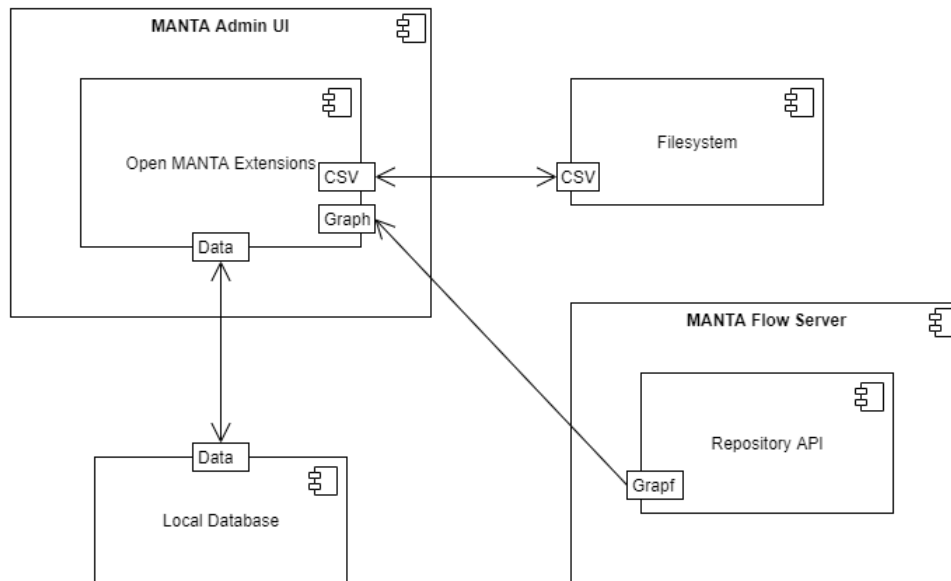 MANTA Admin UI
Open MANTA Extensions
CSV
Graph
Data
CSV
Filesystem
MANTA Flow Server
Repository API
Grapf
Data
Local Database